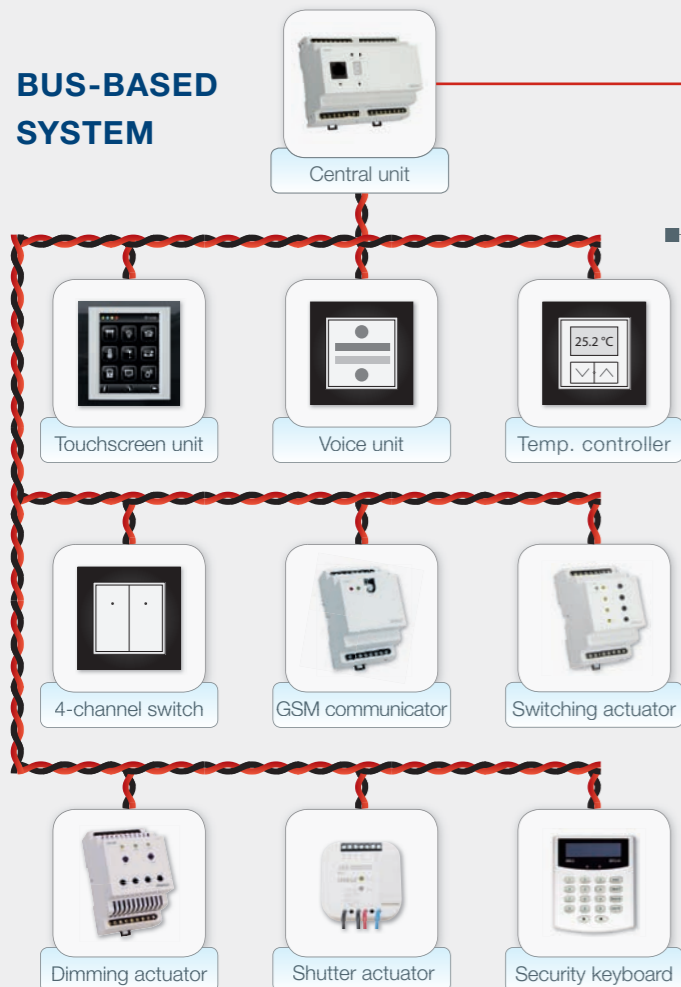 BUS-BASED
SYSTEM
Central unit
25.2 °C
Touchscreen unit
Voice unit
Temp. controller
4-channel switch
GSM communicator
Switching actuator
Dimming actuator
Shutter actuator
Security keyboard